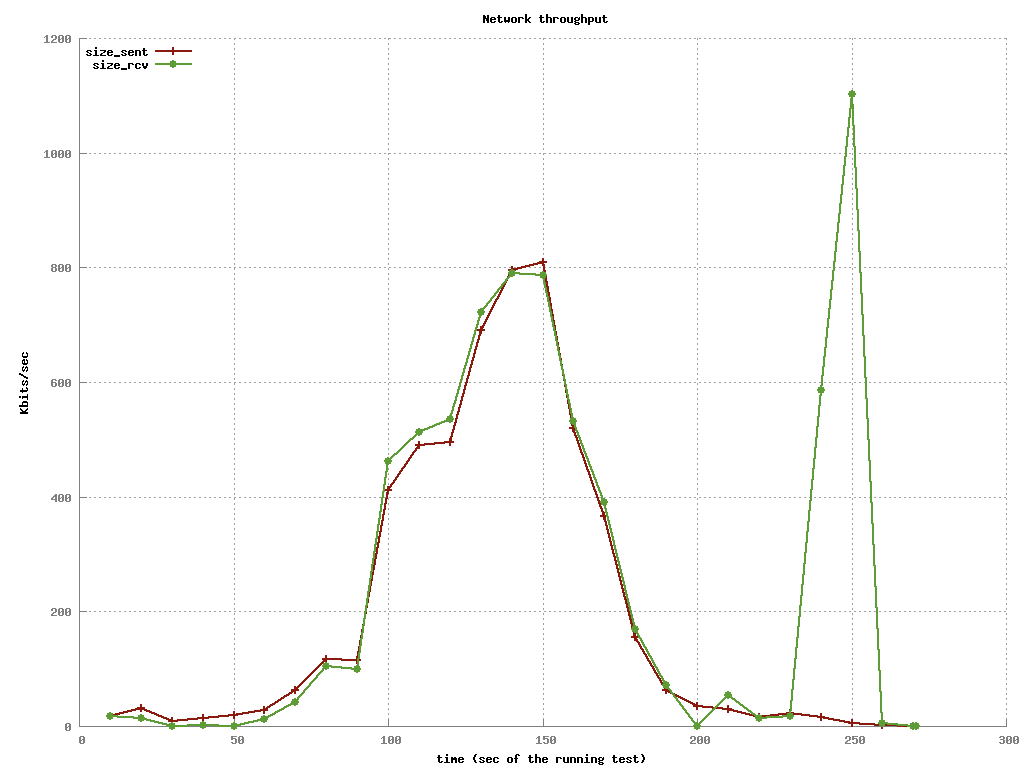 Network throughput
size_sent
size_rcv
1200
1000
800
600
400
200
0
Kbits/sec
0 50 100 150 200 250 300
time (sec of the running test)